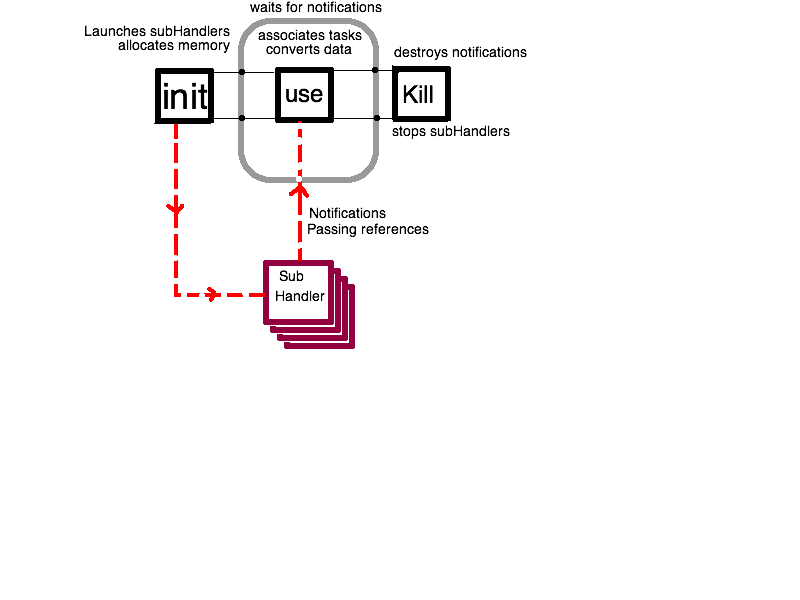 waits for notifications
Launches subHandlers
allocates memory
associates tasks
converts data
destroys notifications
init
use
Kill
stops subHandlers
Notifications
Passing references
Sub
Handler